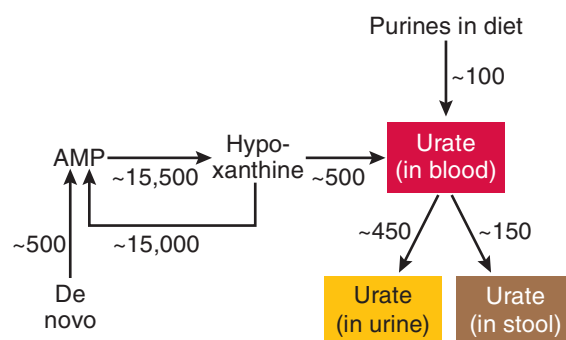 Purines in diet
~100
AMP
~15,500
Hypo-
xanthine
~500
Urate
(in blood)
~500
~15,000
~450
~150
De
novo
Urate
(in urine)
Urate
(in stool)